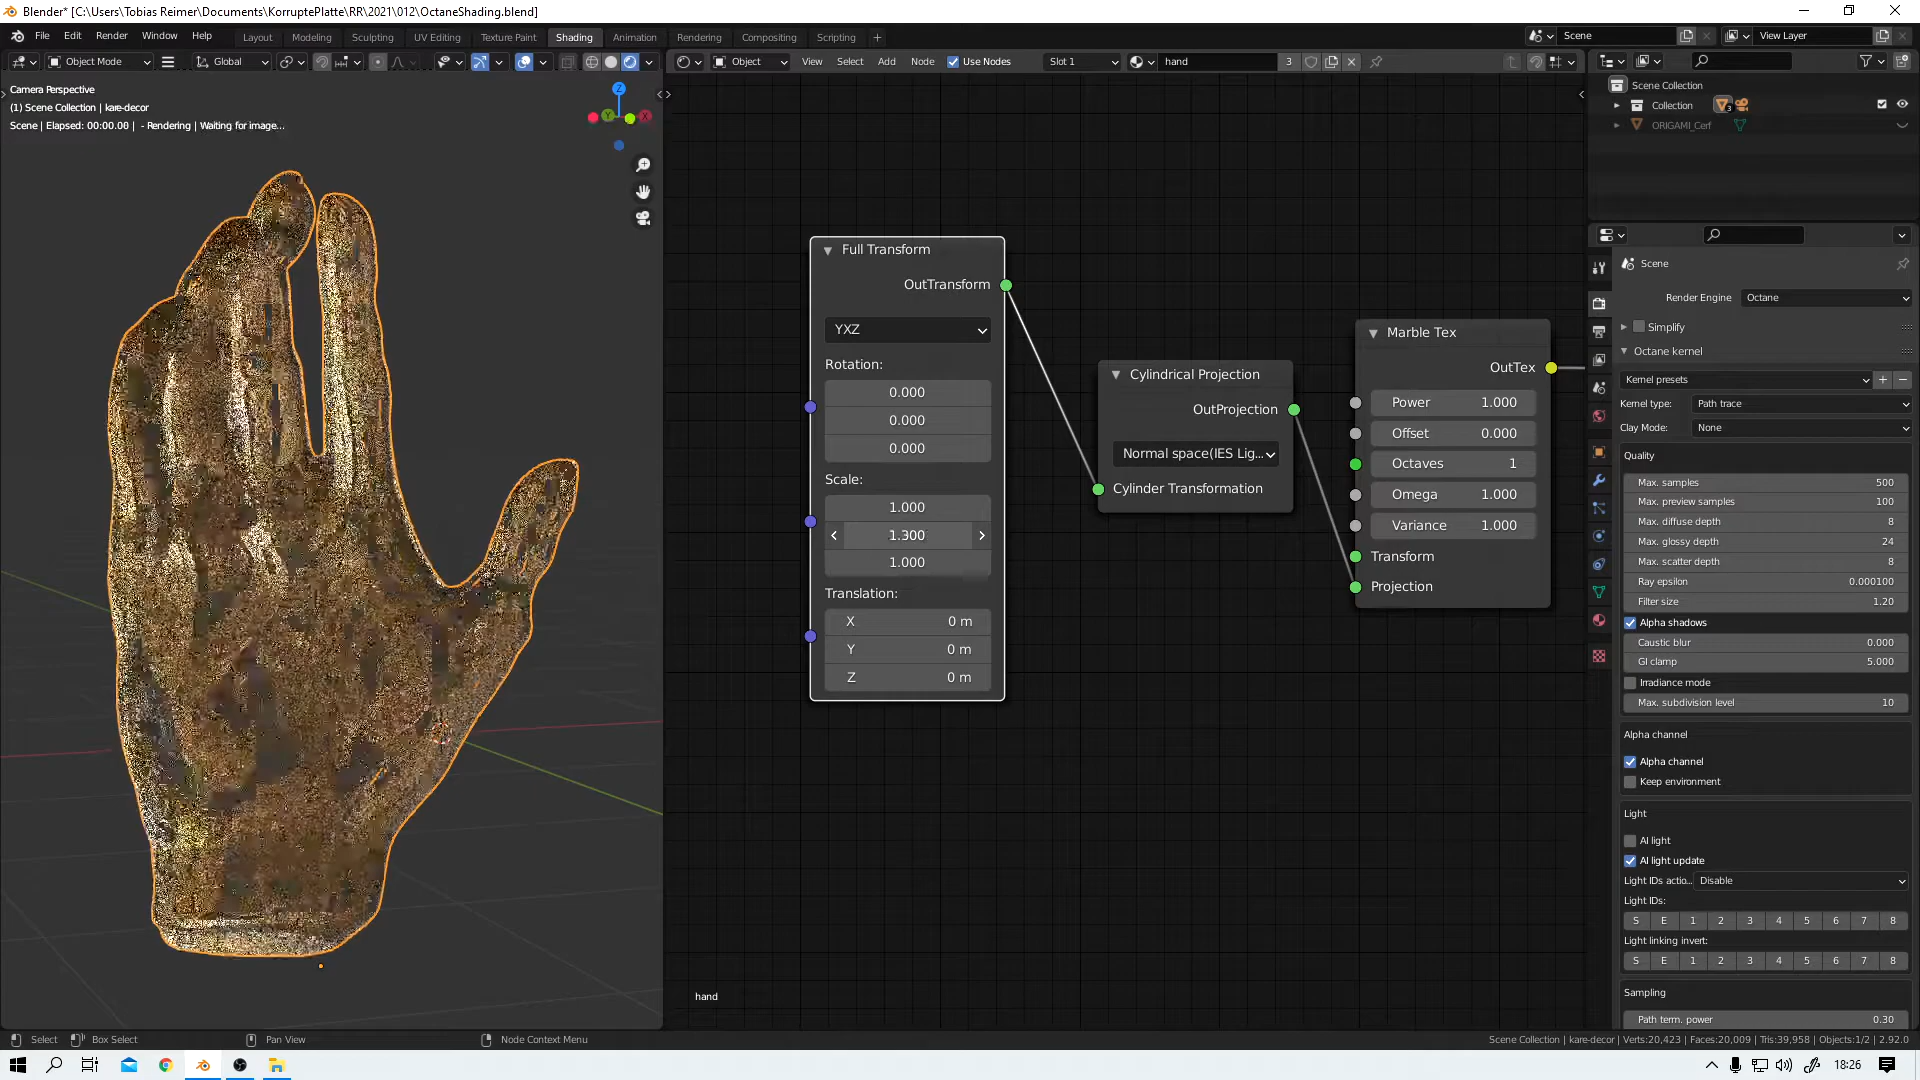 Blender* [C:\Users\Tobias Reimer\Documents\KorruptePlatte\RR\2021\012\OctaneShading.blend]
File Edit Render Window Help Layout Modeling Sculpting UV Editing Texture Paint Shading Animation Rendering Compositing Scripting + Scene View Layer
Object Mode Global Object View Select Add Node Use Nodes Slot 1 hand 3
Camera Perspective
(1) Scene Collection | kare-decor
Scene | Elapsed: 00:00.00 | - Rendering | Waiting for image...
Z
Y
X
Full Transform
OutTransform
YXZ
Rotation:
0.000
0.000
0.000
Scale:
1.000
1.300
1.000
Translation:
X 0 m
Y 0 m
Z 0 m
Cylindrical Projection
OutProjection
Normal space(IES Lig...
Cylinder Transformation
Marble Tex
OutTex
Power 1.000
Offset 0.000
Octaves 1
Omega 1.000
Variance 1.000
Transform
Projection
hand
Scene Collection
Collection 3
ORIGAMI_Cerf
Scene
Render Engine Octane
Simplify
Octane kernel
Kernel presets
Kernel type: Path trace
Clay Mode: None
Quality
Max. samples 500
Max. preview samples 100
Max. diffuse depth 8
Max. glossy depth 24
Max. scatter depth 8
Ray epsilon 0.000100
Filter size 1.20
Alpha shadows
Caustic blur 0.000
GI clamp 5.000
Irradiance mode
Max. subdivision level 10
Alpha channel
Alpha channel
Keep environment
Light
AI light
AI light update
Light IDs actio... Disable
Light IDs:
S E 1 2 3 4 5 6 7 8
Light linking invert:
S E 1 2 3 4 5 6 7 8
Sampling
Path term. power 0.30
Select Box Select Pan View Node Context Menu Scene Collection | kare-decor | Verts:20,423 | Faces:20,009 | Tris:39,958 | Objects:1/2 | 2.92.0
18:26